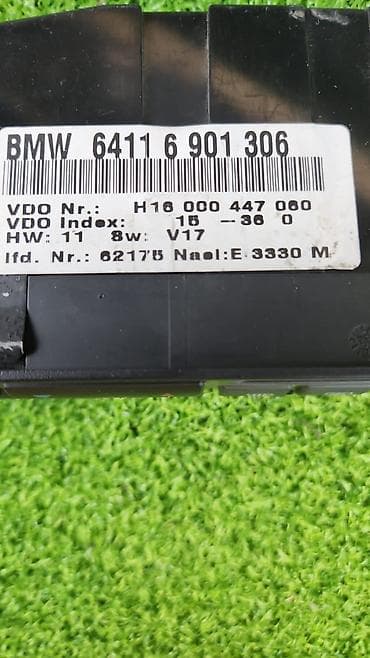 BMW 6411 6 901 306
VDO Nr.: H16 000 447 060
VDO Index: 15 -36 0
HW: 11 Sw: V17
lfd. Nr.: 62175 Nael:E 3330 M